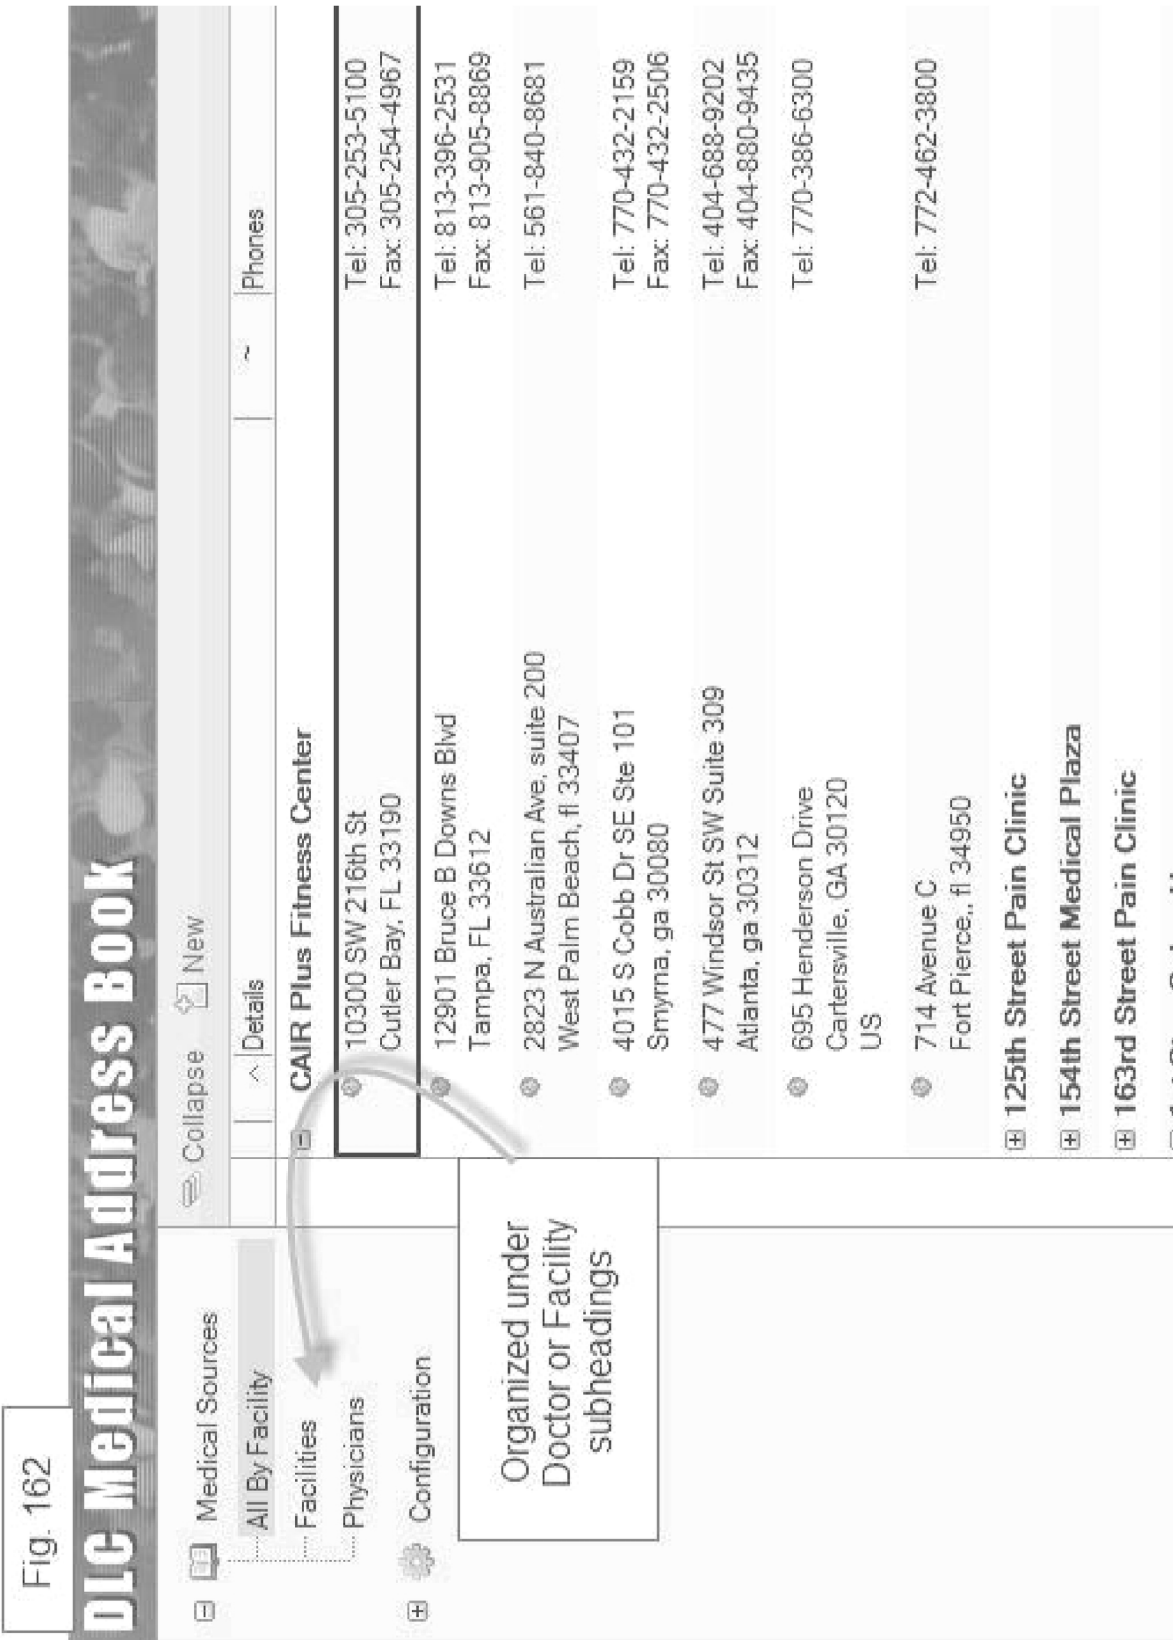 Fig. 162
DLC Medical Address Book
Collapse New
Medical Sources
All By Facility
Facilities
Physicians
Configuration
Organized under
Doctor or Facility
subheadings
^ Details ~ Phones
CAIR Plus Fitness Center
10300 SW 216th St Tel: 305-253-5100
Cutler Bay, FL 33190 Fax: 305-254-4967
12901 Bruce B Downs Blvd Tel: 813-396-2531
Tampa, FL 33612 Fax: 813-905-8869
2823 N Australian Ave, suite 200 Tel: 561-840-8681
West Palm Beach, fl 33407
4015 S Cobb Dr SE Ste 101 Tel: 770-432-2159
Smyrna, ga 30080 Fax: 770-432-2506
477 Windsor St SW Suite 309 Tel: 404-688-9202
Atlanta, ga 30312 Fax: 404-880-9435
695 Henderson Drive Tel: 770-386-6300
Cartersville, GA 30120
US
714 Avenue C Tel: 772-462-3800
Fort Pierce,, fl 34950
125th Street Pain Clinic
154th Street Medical Plaza
163rd Street Pain Clinic